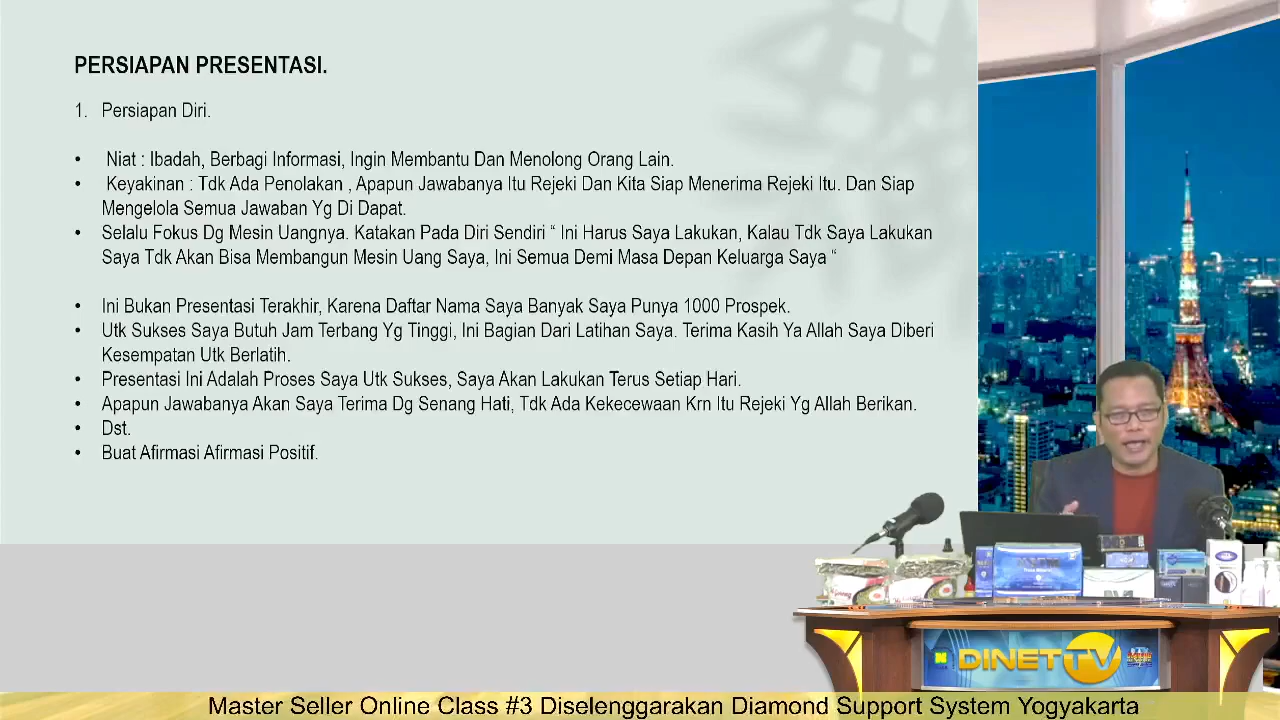 PERSIAPAN PRESENTASI.
1. Persiapan Diri.
• Niat : Ibadah, Berbagi Informasi, Ingin Membantu Dan Menolong Orang Lain.
• Keyakinan : Tdk Ada Penolakan , Apapun Jawabanya Itu Rejeki Dan Kita Siap Menerima Rejeki Itu. Dan Siap
Mengelola Semua Jawaban Yg Di Dapat.
• Selalu Fokus Dg Mesin Uangnya. Katakan Pada Diri Sendiri “ Ini Harus Saya Lakukan, Kalau Tdk Saya Lakukan
Saya Tdk Akan Bisa Membangun Mesin Uang Saya, Ini Semua Demi Masa Depan Keluarga Saya “
• Ini Bukan Presentasi Terakhir, Karena Daftar Nama Saya Banyak Saya Punya 1000 Prospek.
• Utk Sukses Saya Butuh Jam Terbang Yg Tinggi, Ini Bagian Dari Latihan Saya. Terima Kasih Ya Allah Saya Diberi
Kesempatan Utk Berlatih.
• Presentasi Ini Adalah Proses Saya Utk Sukses, Saya Akan Lakukan Terus Setiap Hari.
• Apapun Jawabanya Akan Saya Terima Dg Senang Hati, Tdk Ada Kekecewaan Krn Itu Rejeki Yg Allah Berikan.
• Dst.
• Buat Afirmasi Afirmasi Positif.
DINET TV
Master Seller Online Class #3 Diselenggarakan Diamond Support System Yogyakarta